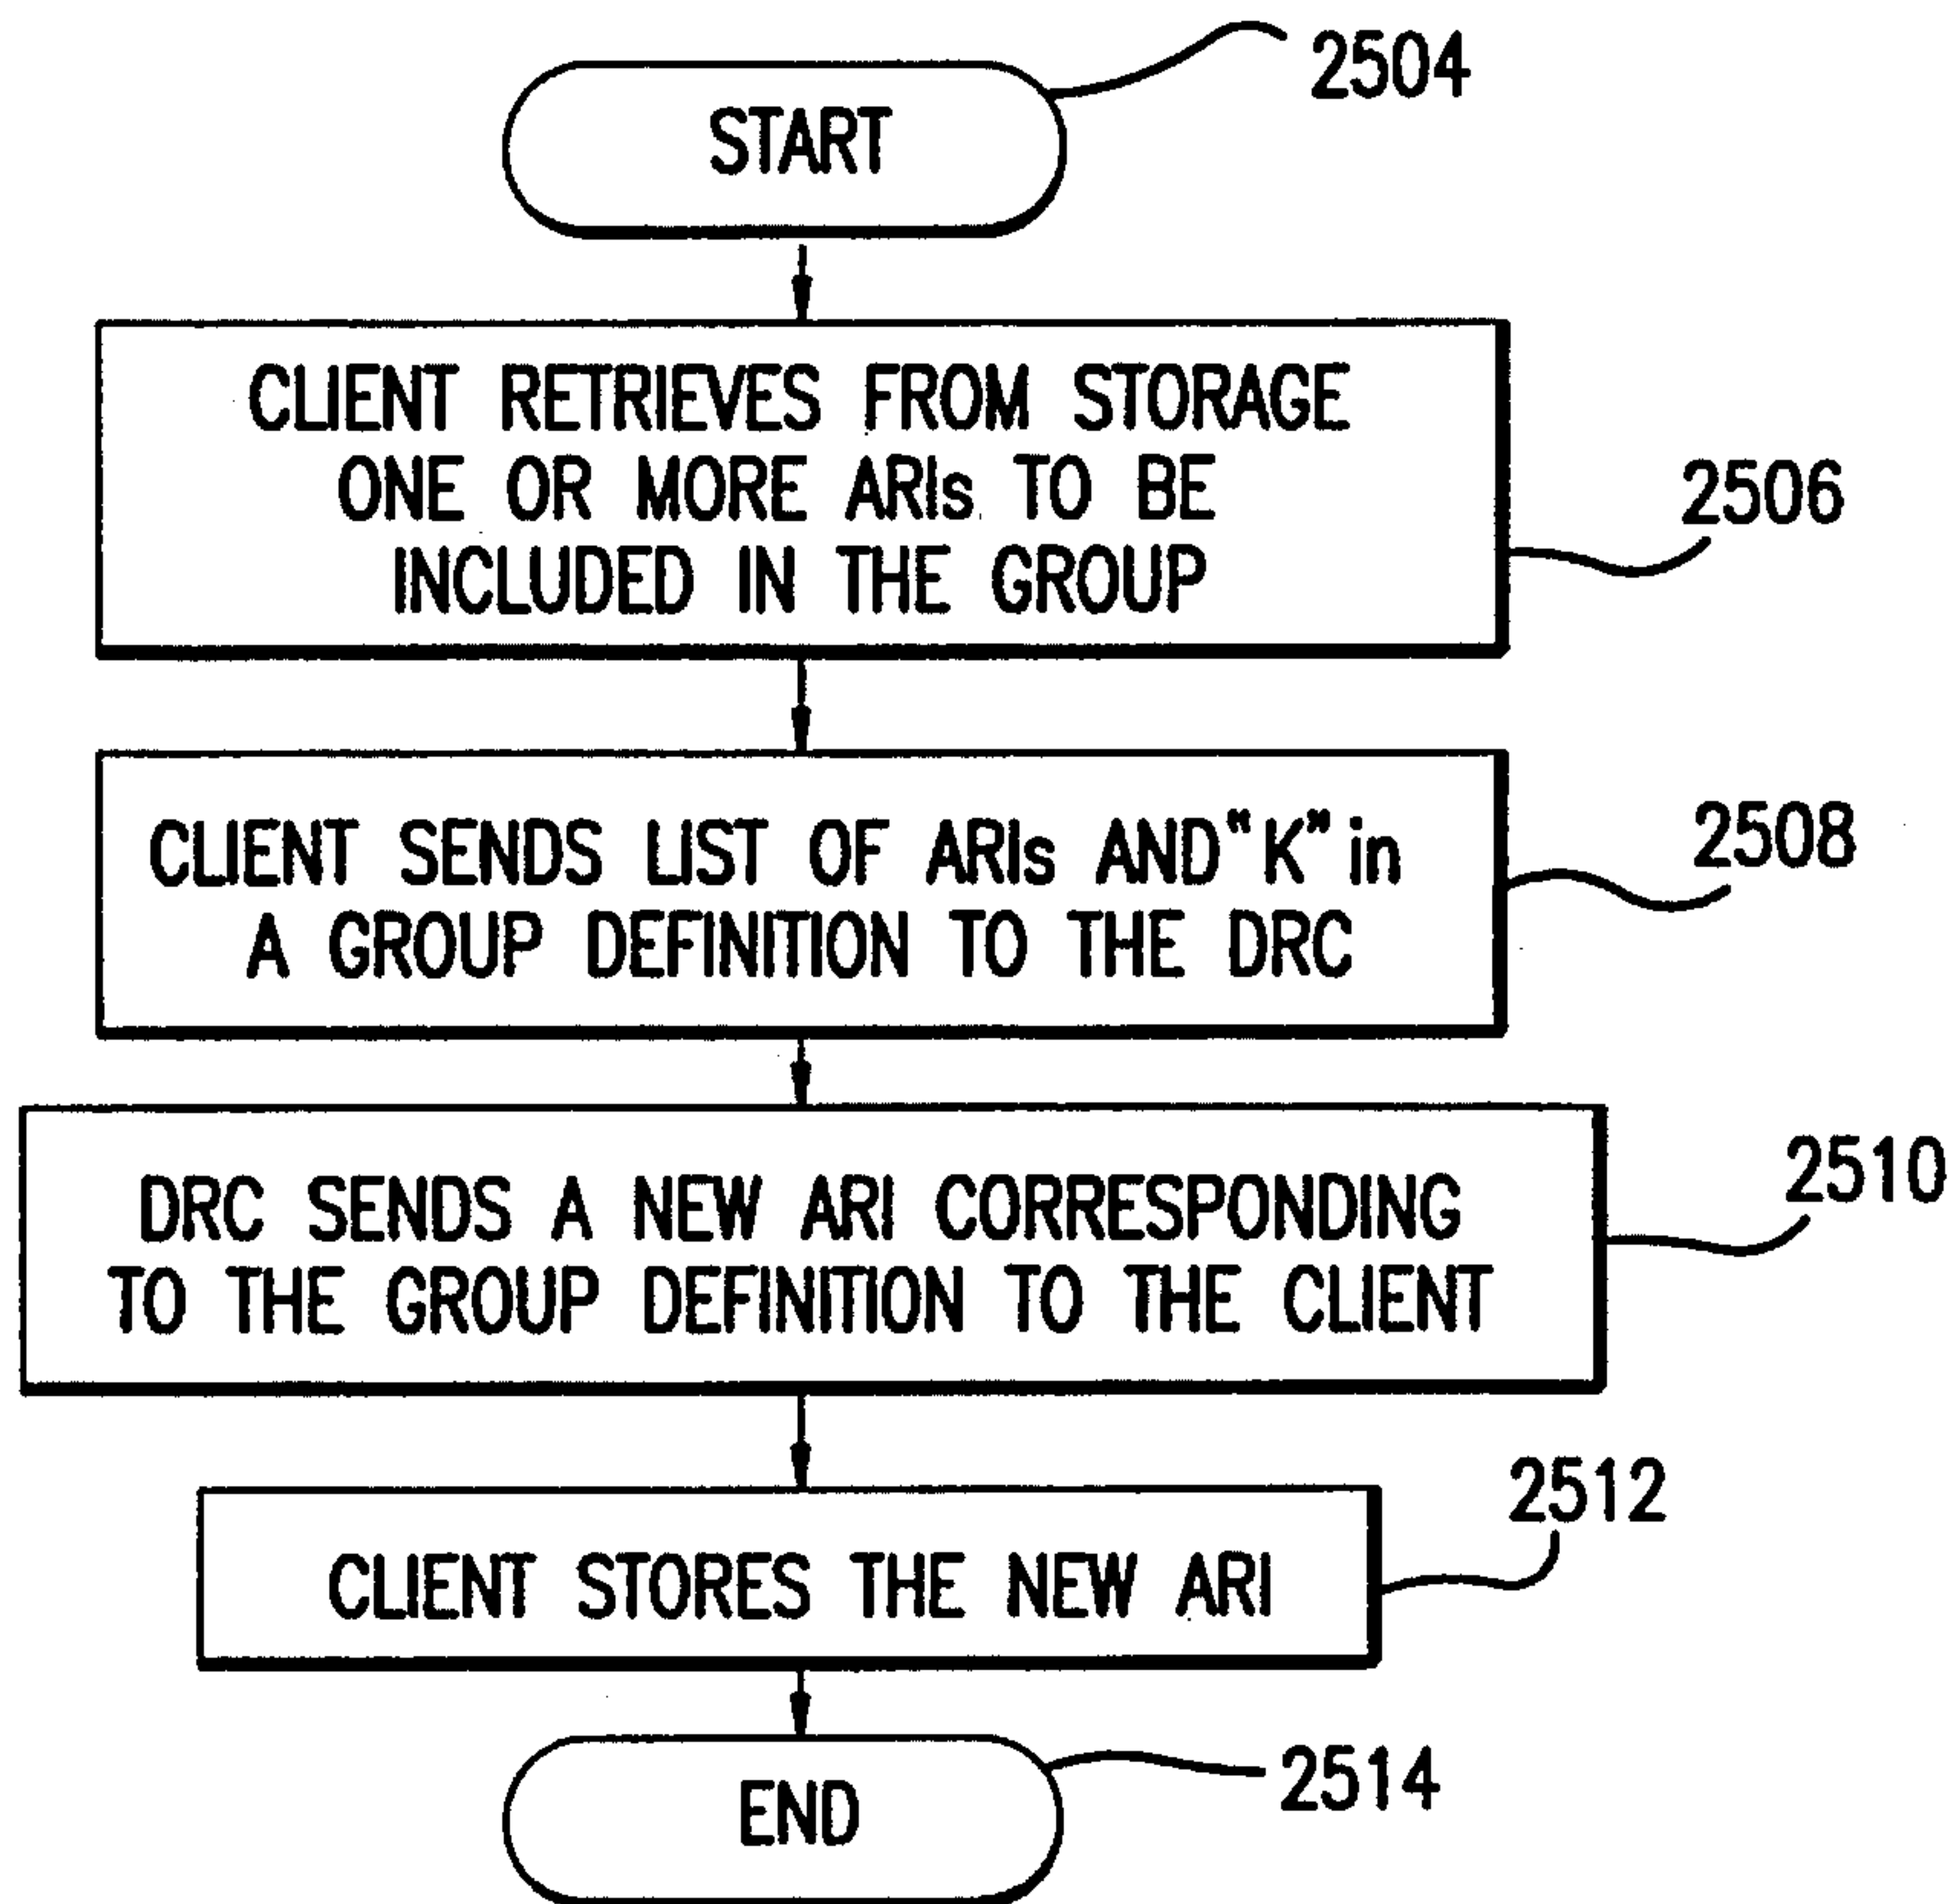 2504
START
CLIENT RETRIEVES FROM STORAGE
ONE OR MORE ARIs TO BE
INCLUDED IN THE GROUP
2506
CLIENT SENDS LIST OF ARIs AND "K" in
A GROUP DEFINITION TO THE DRC
2508
DRC SENDS A NEW ARI CORRESPONDING
TO THE GROUP DEFINITION TO THE CLIENT
2510
CLIENT STORES THE NEW ARI
2512
END
2514